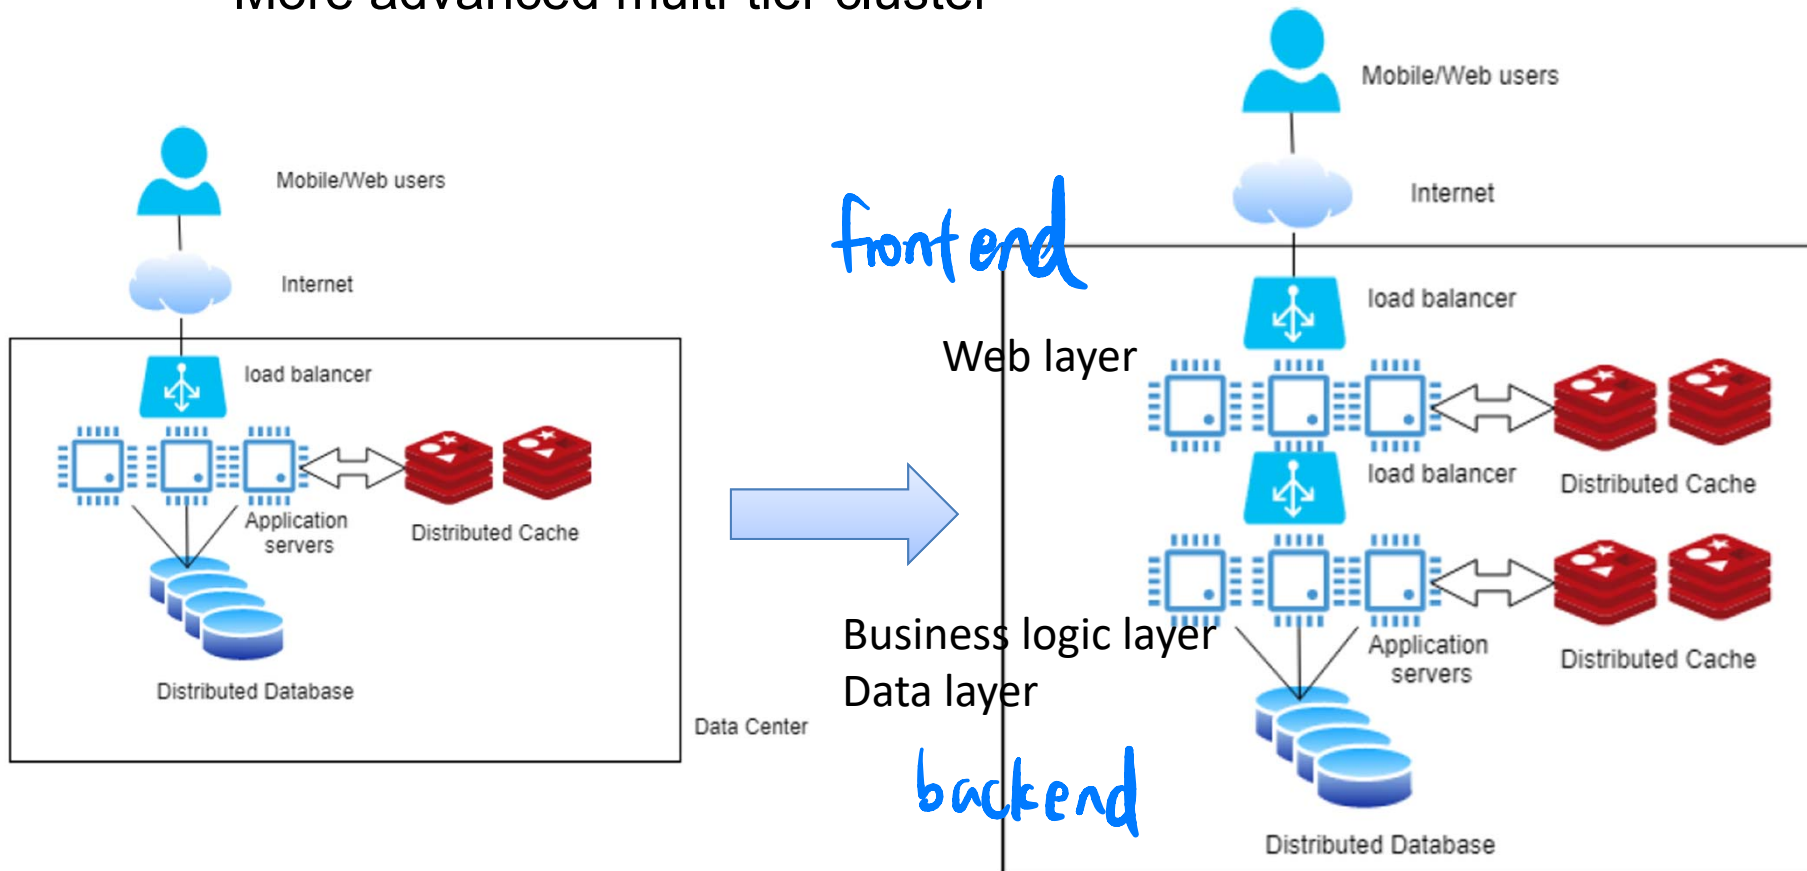 More advanced multi-tier cluster
Mobile/Web users
Internet
load balancer
Application
servers
Distributed Cache
Distributed Database
Data Center
frontend
Web layer
Business logic layer
Data layer
backend
Mobile/Web users
Internet
load balancer
load balancer
Distributed Cache
Application
servers
Distributed Cache
Distributed Database